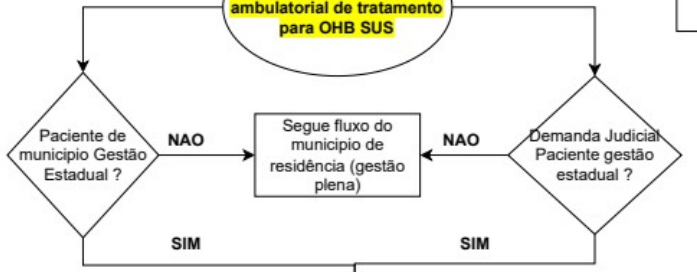 ambulatorial de tratamento
para OHB SUS
Paciente de
municipio Gestão
Estadual ?
NAO
Segue fluxo do
municipio de
residência (gestão
plena)
NAO
Demanda Judicial
Paciente gestão
estadual ?
SIM
SIM